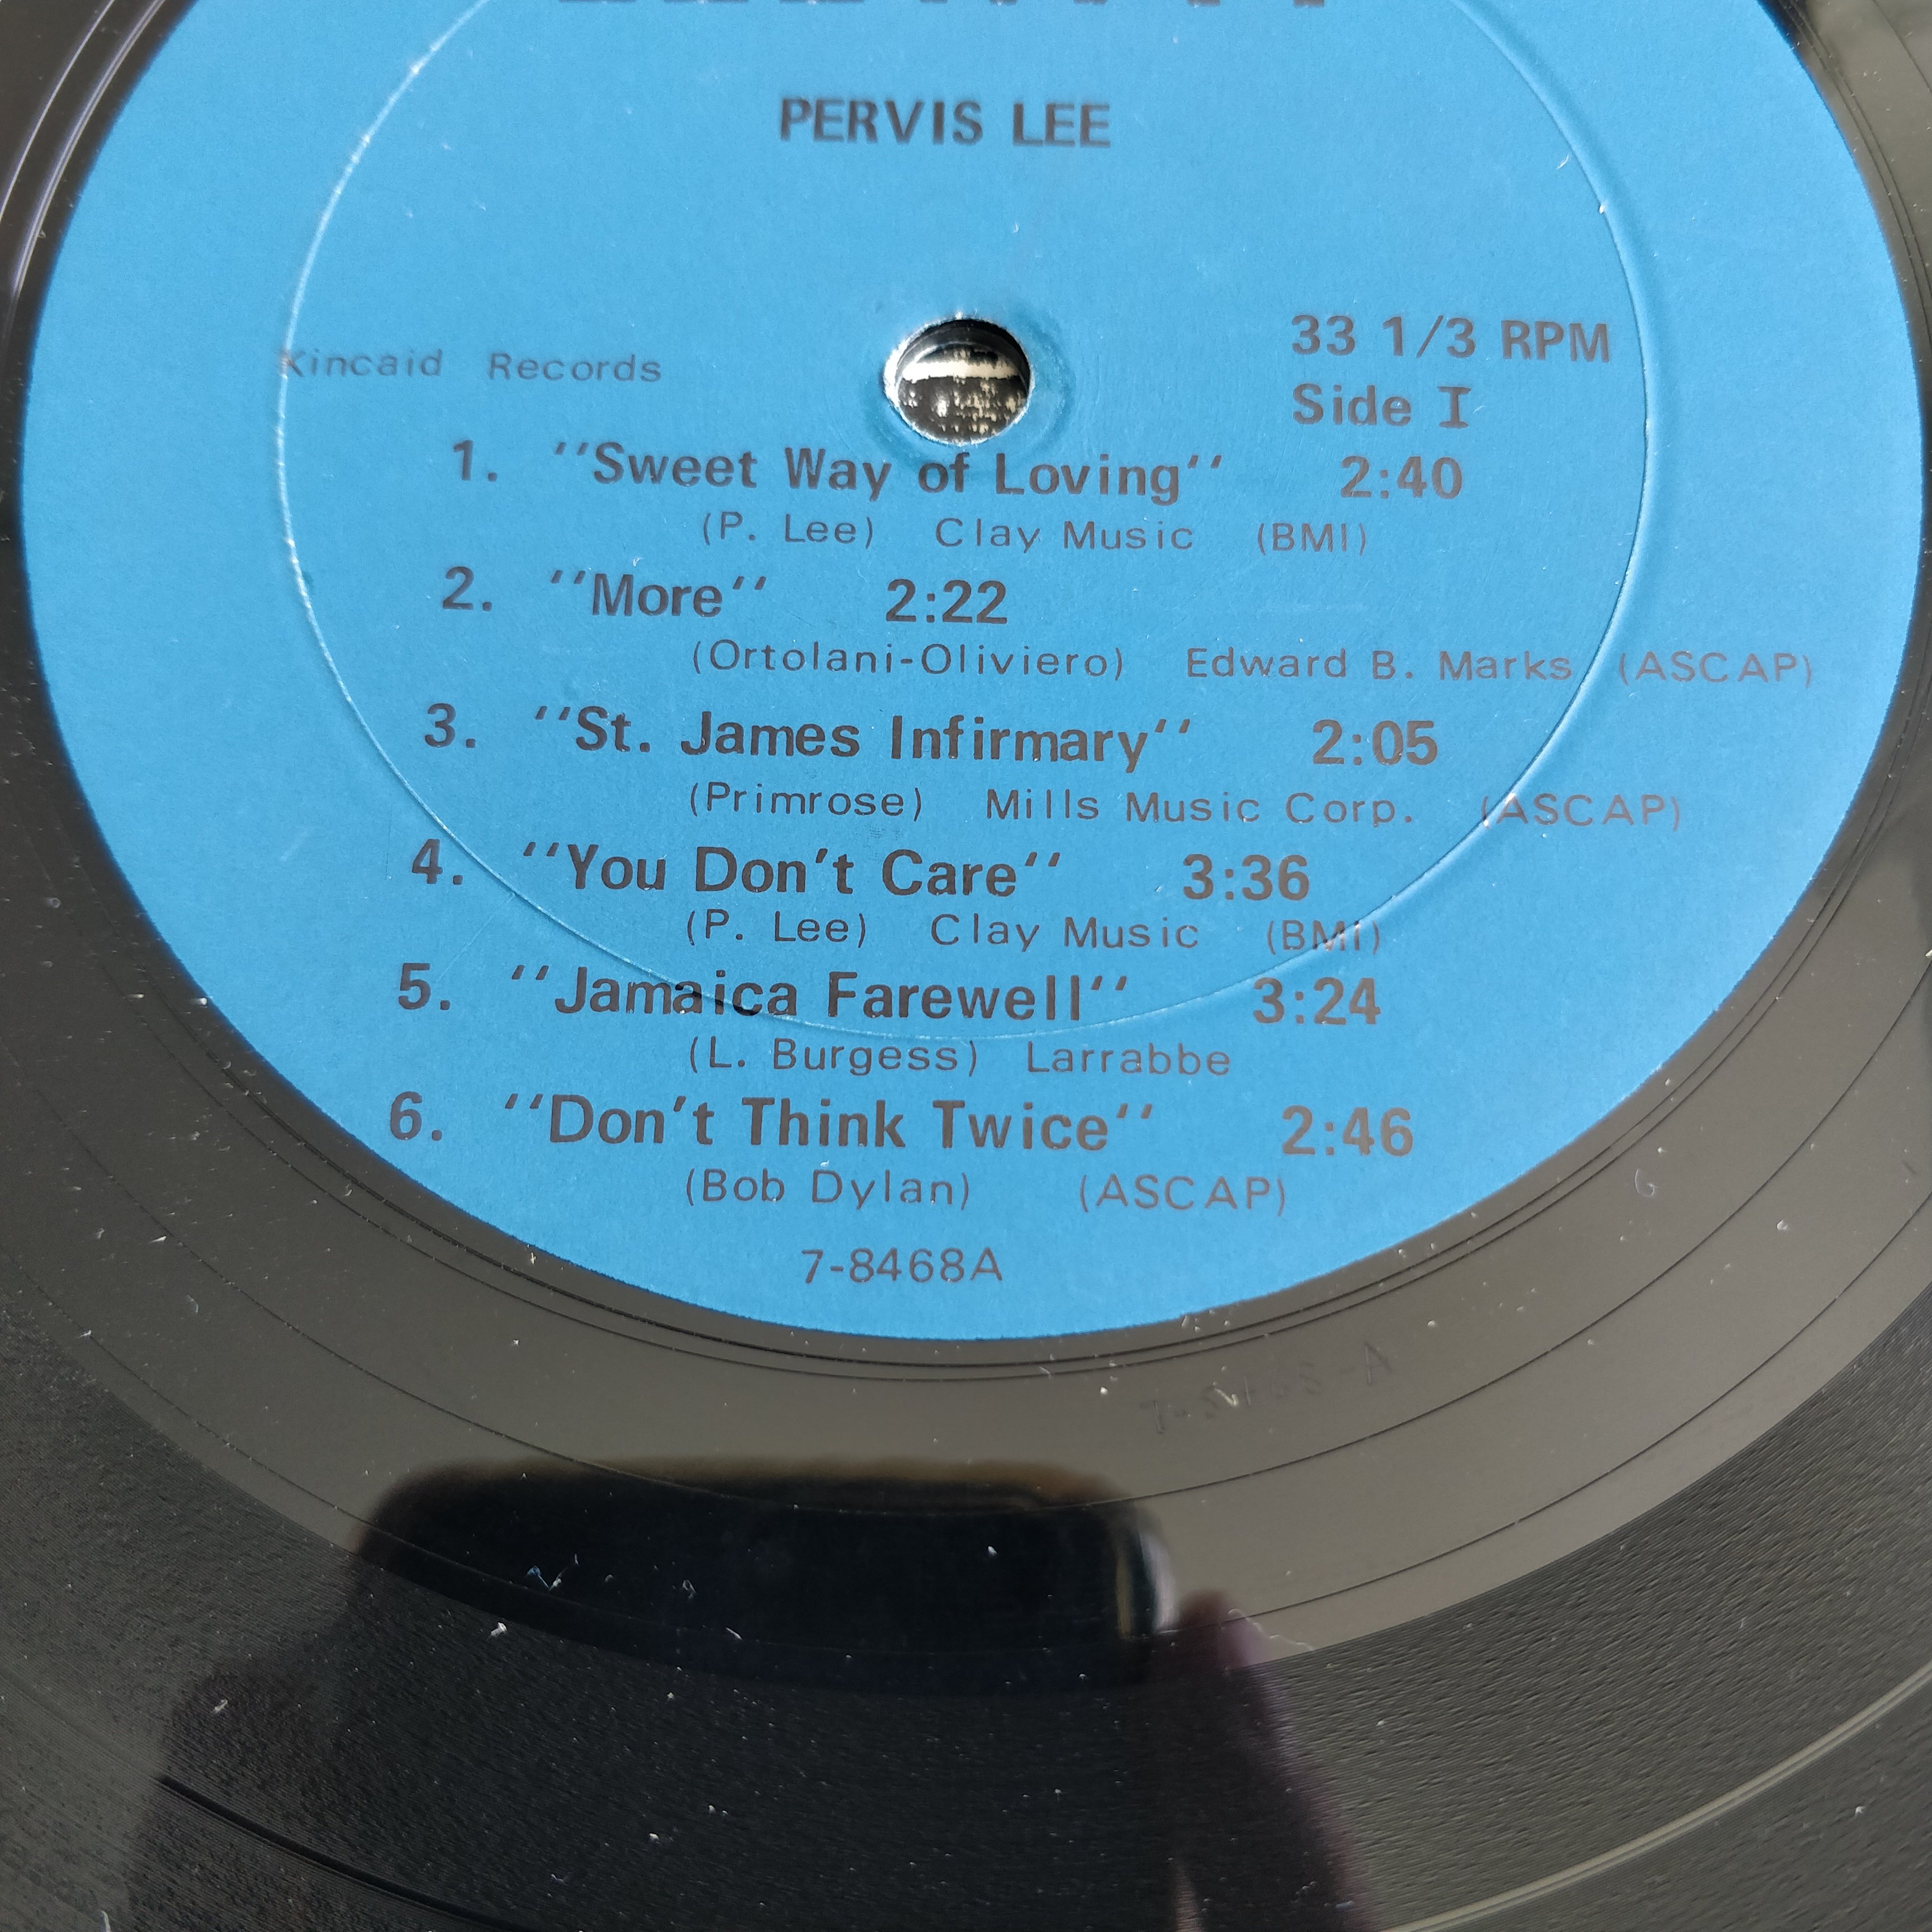 PERVIS LEE
Kincaid Records
33 1/3 RPM
Side I
1. "Sweet Way of Loving" 2:40
(P. Lee) Clay Music (BMI)
2. "More" 2:22
(Ortolani-Oliviero) Edward B. Marks (ASCAP)
3. "St. James Infirmary" 2:05
(Primrose) Mills Music Corp. (ASCAP)
4. "You Don't Care" 3:36
(P. Lee) Clay Music (BMI)
5. "Jamaica Farewell" 3:24
(L. Burgess) Larrabbe
6. "Don't Think Twice" 2:46
(Bob Dylan) (ASCAP)
7-8468A